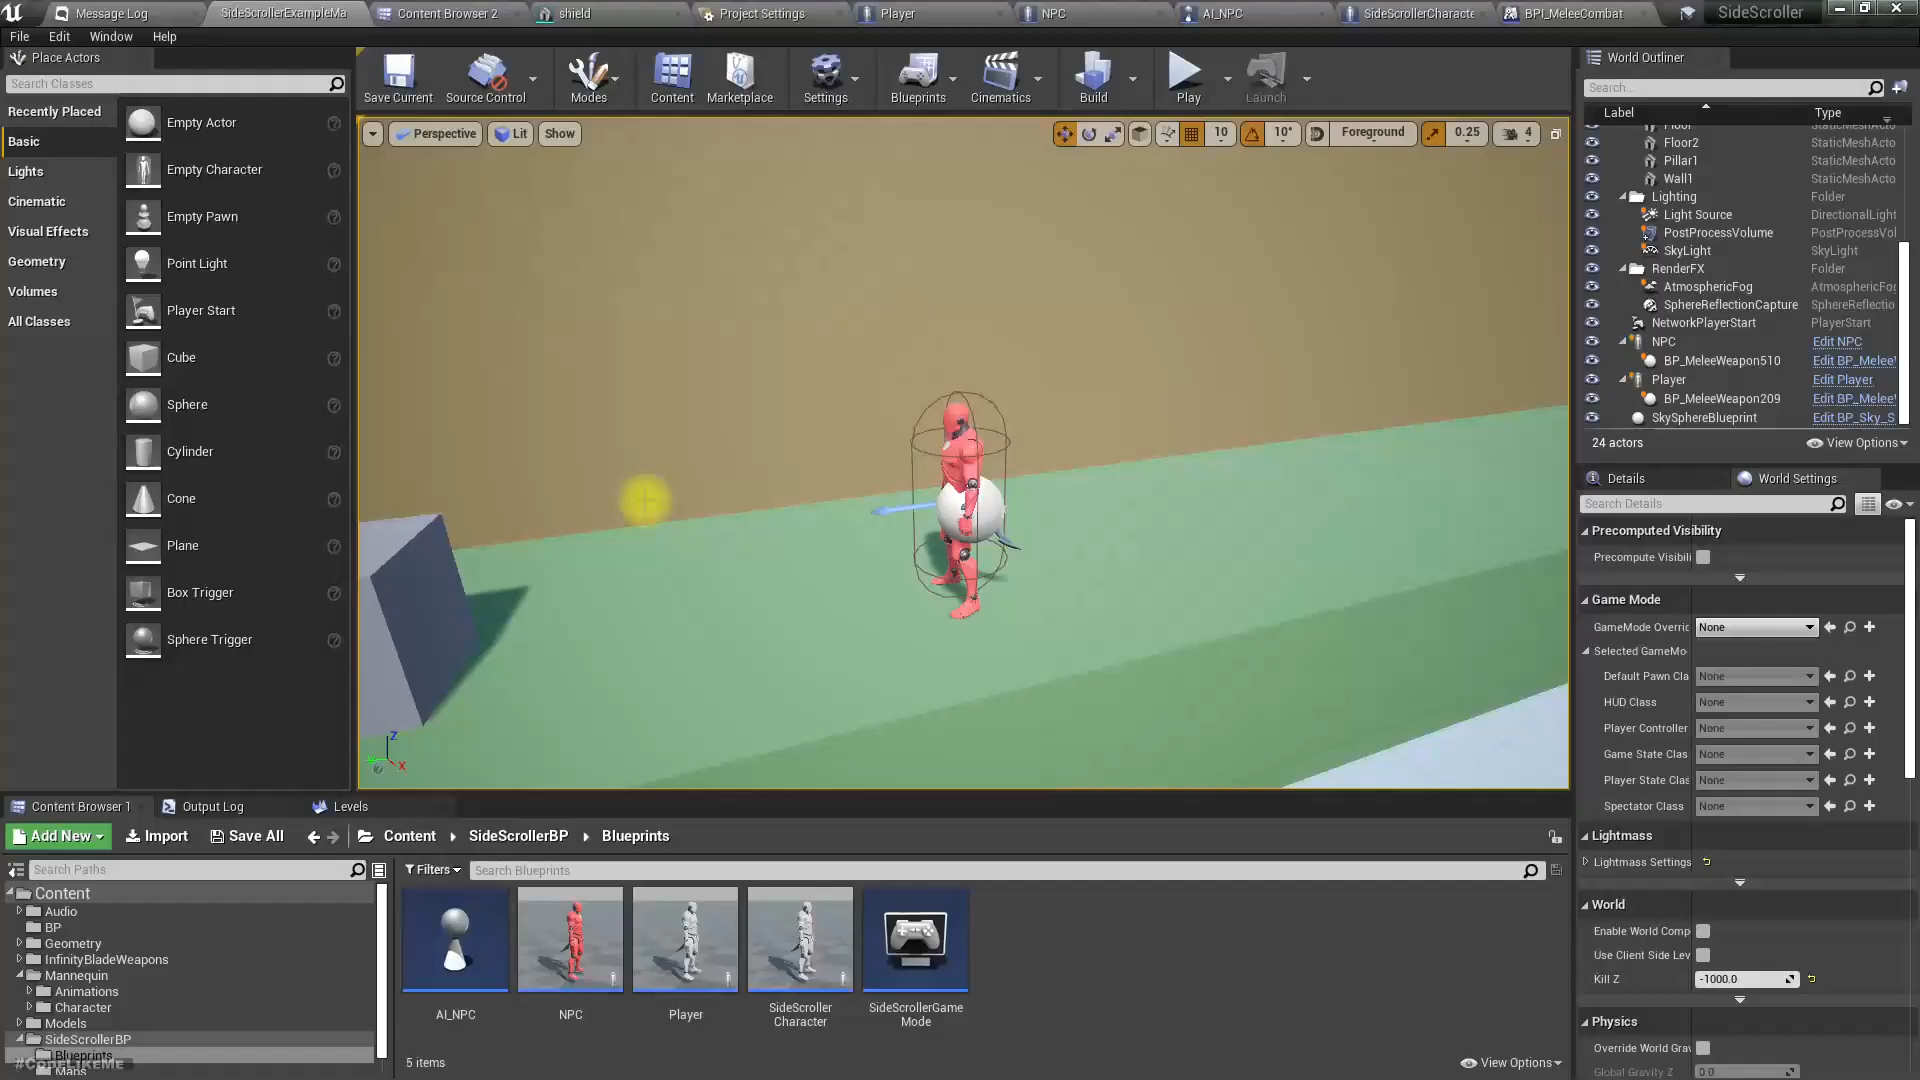 Message Log
SideScrollerExampleMa
Content Browser 2
shield
Project Settings
Player
NPC
AI_NPC
SideScrollerCharacte
BPI_MeleeCombat
SideScroller
File
Edit
Window
Help
Place Actors
Search Classes
Recently Placed
Basic
Lights
Cinematic
Visual Effects
Geometry
Volumes
All Classes
Empty Actor
Empty Character
Empty Pawn
Point Light
Player Start
Cube
Sphere
Cylinder
Cone
Plane
Box Trigger
Sphere Trigger
Save Current
Source Control
Modes
Content
Marketplace
Settings
Blueprints
Cinematics
Build
Play
Launch
Perspective
Lit
Show
10
10°
Foreground
0.25
4
Z
X
World Outliner
Search...
Label
Type
Floor
StaticMeshActo
Floor2
StaticMeshActo
Pillar1
StaticMeshActo
Wall1
StaticMeshActo
Lighting
Folder
Light Source
DirectionalLight
PostProcessVolume
PostProcessVol
SkyLight
SkyLight
RenderFX
Folder
AtmosphericFog
AtmosphericFog
SphereReflectionCapture
SphereReflectio
NetworkPlayerStart
PlayerStart
NPC
Edit NPC
BP_MeleeWeapon510
Edit BP_Melee
Player
Edit Player
BP_MeleeWeapon209
Edit BP_Melee
SkySphereBlueprint
Edit BP_Sky_S
24 actors
View Options
Details
World Settings
Search Details
Precomputed Visibility
Precompute Visibili
Game Mode
GameMode Overric
None
Selected GameMo
Default Pawn Cla
None
HUD Class
None
Player Controller
None
Game State Clas
None
Player State Clas
None
Spectator Class
None
Lightmass
Lightmass Settings
World
Enable World Comp
Use Client Side Lev
Kill Z
-1000.0
Physics
Override World Grav
Global Gravity Z
0.0
Content Browser 1
Output Log
Levels
Add New
Import
Save All
Content
SideScrollerBP
Blueprints
Search Paths
Content
Audio
BP
Geometry
InfinityBladeWeapons
Mannequin
Animations
Character
Models
SideScrollerBP
Blueprints
Maps
#CodeLikeMe
Filters
Search Blueprints
AI_NPC
NPC
Player
SideScroller
Character
SideScrollerGame
Mode
5 items
View Options